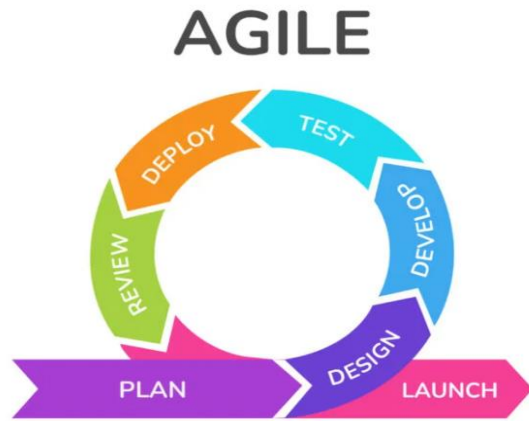 AGILE
TEST
DEPLOY
DEVELOP
REVIEW
DESIGN
PLAN
LAUNCH